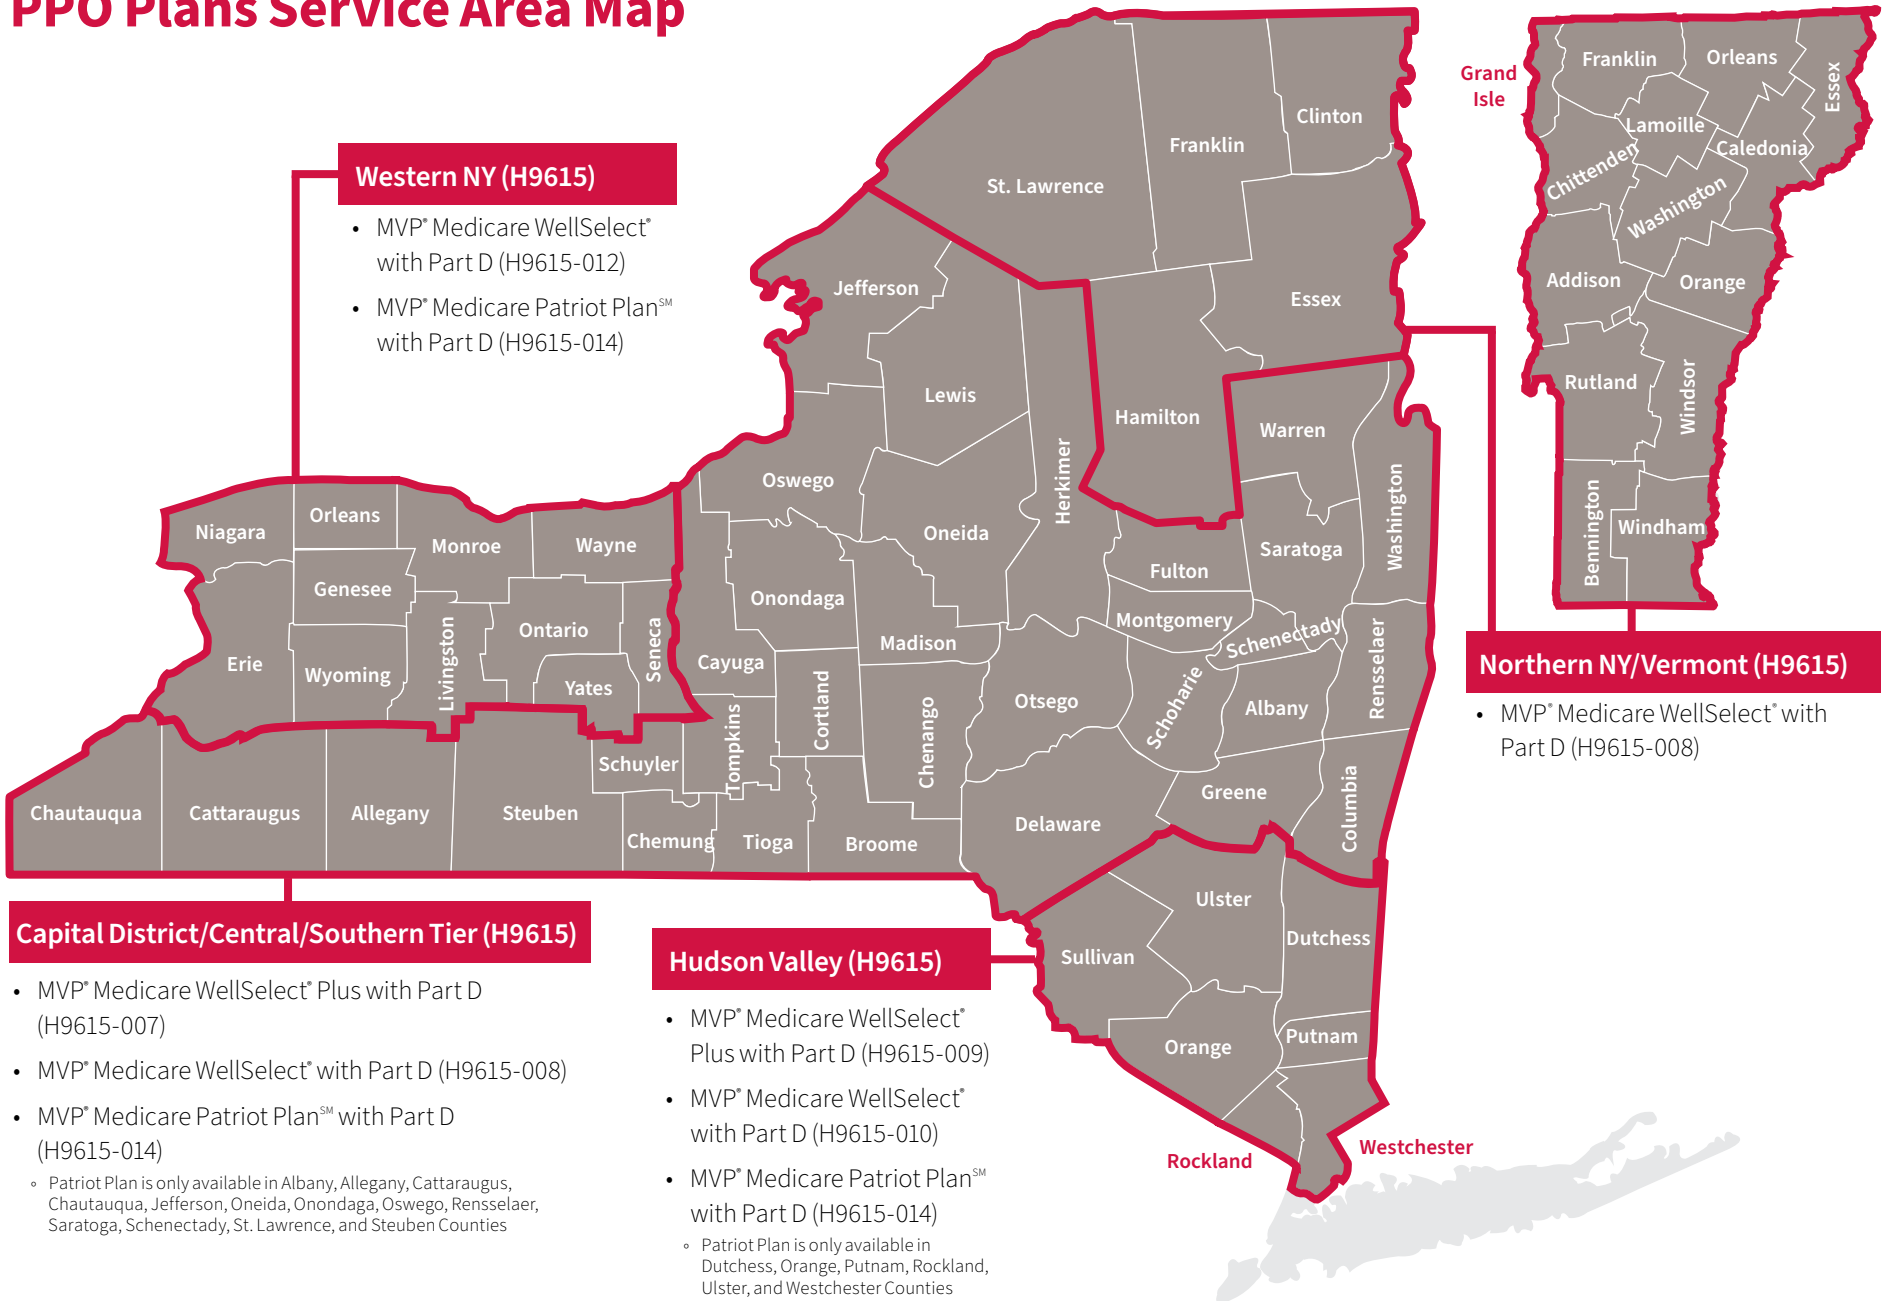 PPO Plans Service Area Map
Western NY (H9615)
• MVP® Medicare WellSelect®
with Part D (H9615-012)
• MVP® Medicare Patriot Plan℠
with Part D (H9615-014)
St. Lawrence
Franklin
Clinton
Jefferson
Lewis
Essex
Hamilton
Herkimer
Warren
Washington
Oswego
Oneida
Saratoga
Fulton
Montgomery
Schenectady
Rensselaer
Niagara
Orleans
Monroe
Wayne
Genesee
Erie
Wyoming
Livingston
Ontario
Yates
Seneca
Cayuga
Onondaga
Madison
Cortland
Tompkins
Chenango
Otsego
Schoharie
Albany
Greene
Columbia
Chautauqua
Cattaraugus
Allegany
Steuben
Schuyler
Chemung
Tioga
Broome
Delaware
Ulster
Sullivan
Dutchess
Orange
Putnam
Rockland
Westchester
Grand
Isle
Franklin
Orleans
Essex
Lamoille
Caledonia
Chittenden
Washington
Addison
Orange
Rutland
Windsor
Bennington
Windham
Northern NY/Vermont (H9615)
• MVP® Medicare WellSelect® with
Part D (H9615-008)
Capital District/Central/Southern Tier (H9615)
• MVP® Medicare WellSelect® Plus with Part D
(H9615-007)
• MVP® Medicare WellSelect® with Part D (H9615-008)
• MVP® Medicare Patriot Plan℠ with Part D
(H9615-014)
◦ Patriot Plan is only available in Albany, Allegany, Cattaraugus,
Chautauqua, Jefferson, Oneida, Onondaga, Oswego, Rensselaer,
Saratoga, Schenectady, St. Lawrence, and Steuben Counties
Hudson Valley (H9615)
• MVP® Medicare WellSelect®
Plus with Part D (H9615-009)
• MVP® Medicare WellSelect®
with Part D (H9615-010)
• MVP® Medicare Patriot Plan℠
with Part D (H9615-014)
◦ Patriot Plan is only available in
Dutchess, Orange, Putnam, Rockland,
Ulster, and Westchester Counties